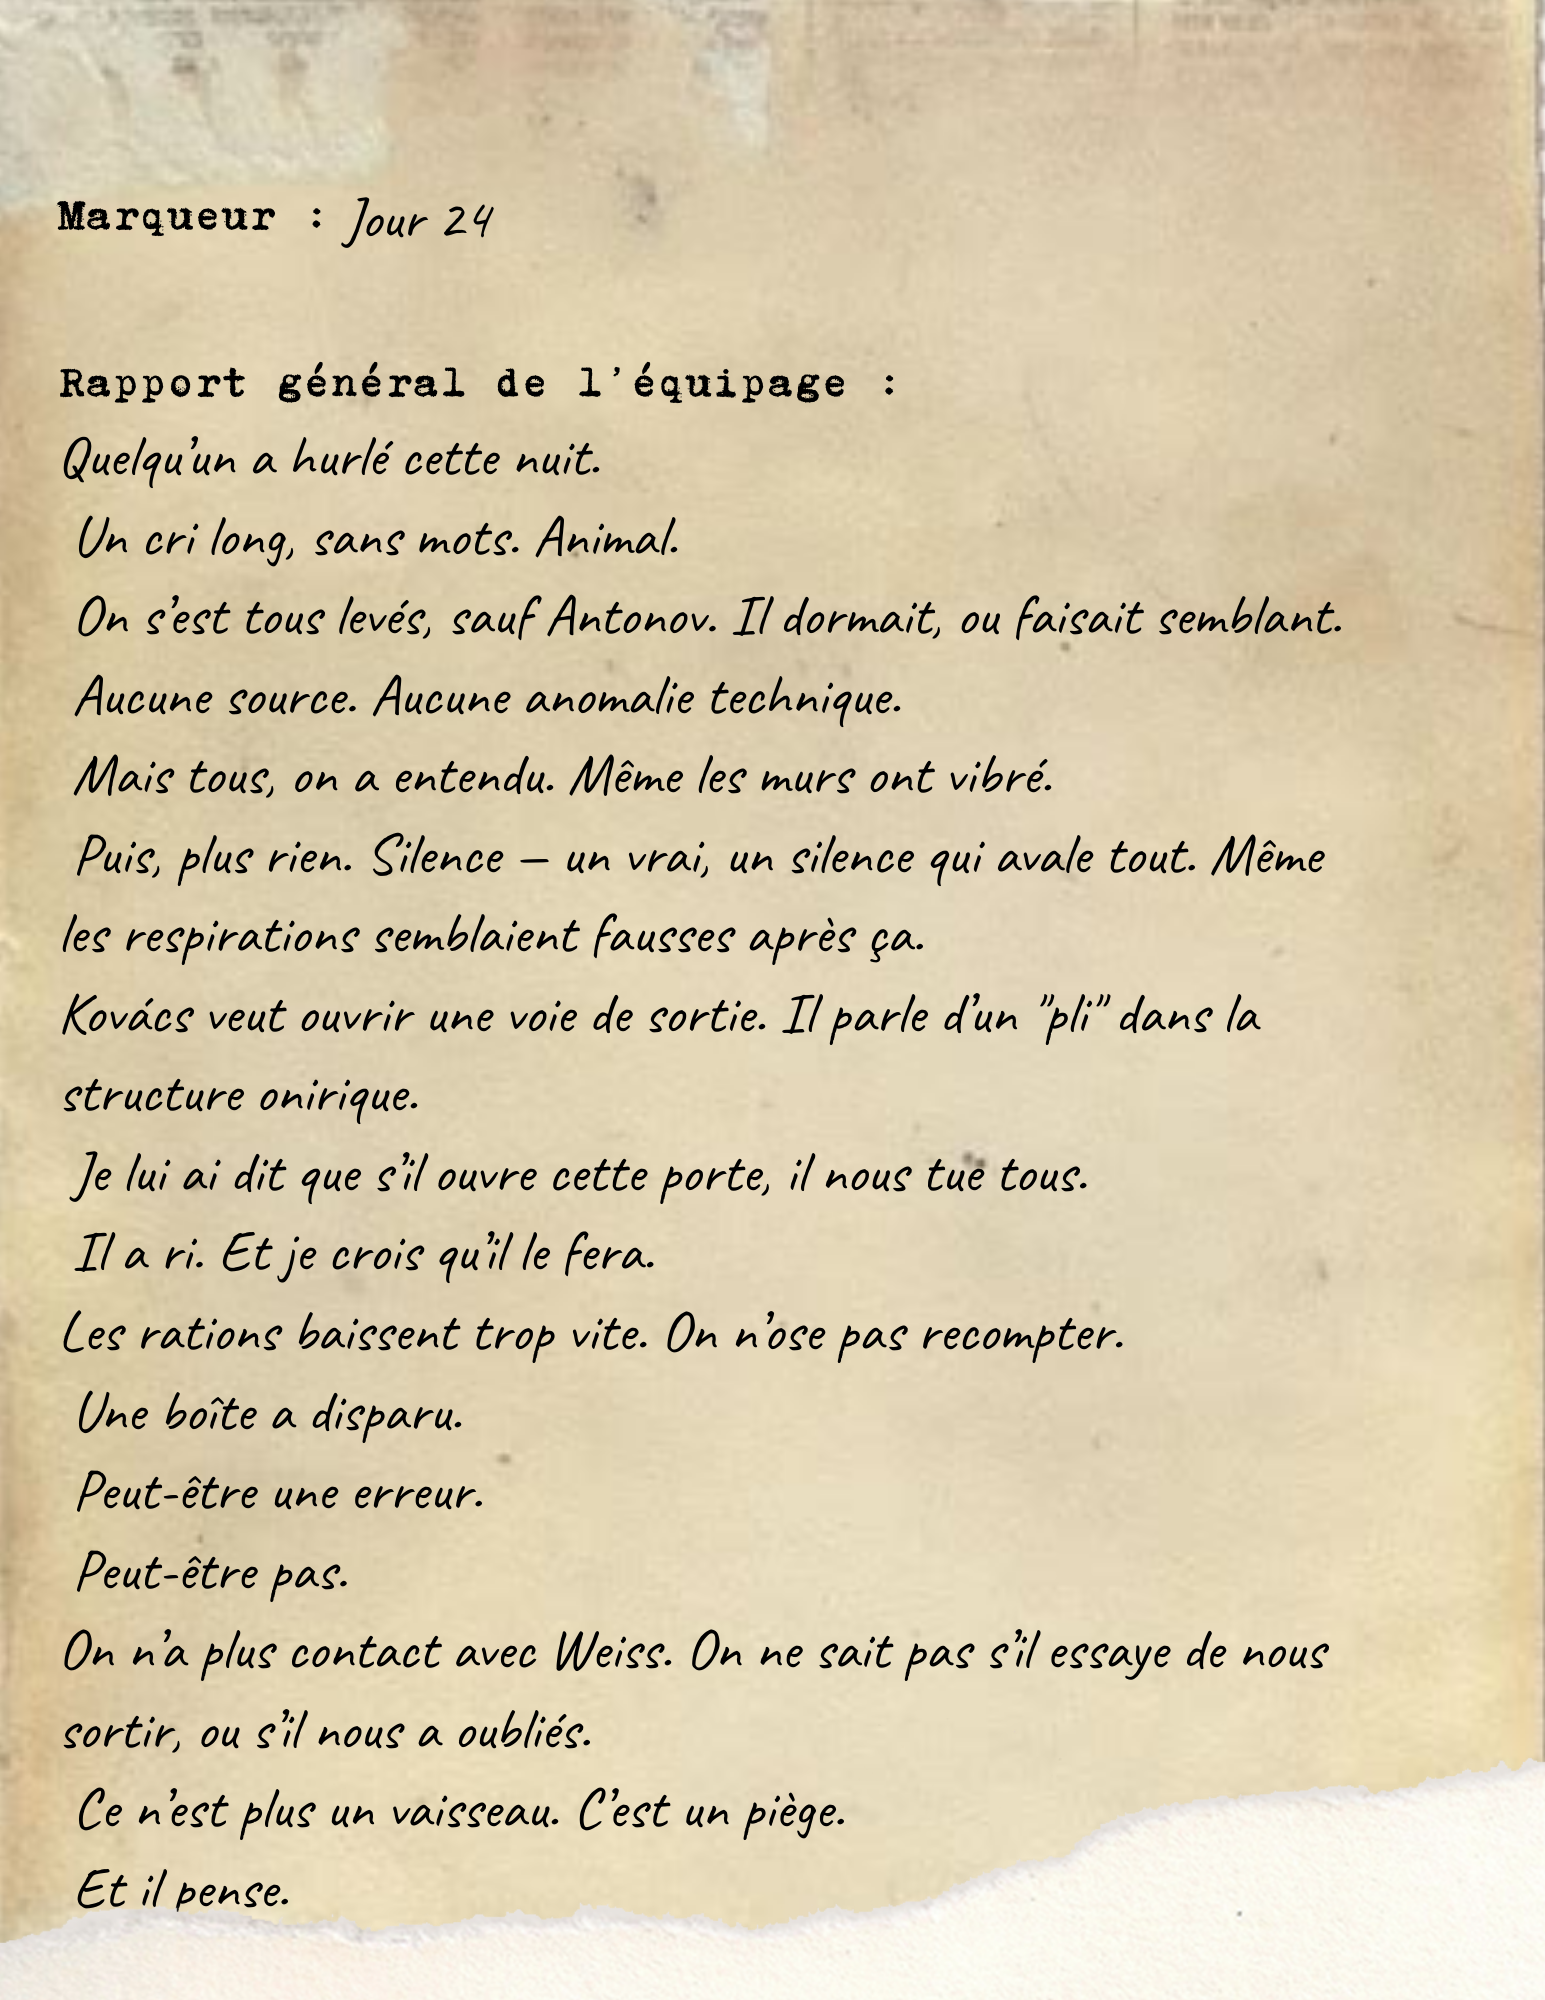 Marqueur : Jour 24
Rapport général de l'équipage :
Quelqu'un a hurlé cette nuit.
Un cri long, sans mots. Animal.
On s'est tous levés, sauf Antonov. Il dormait, ou faisait semblant.
Aucune source. Aucune anomalie technique.
Mais tous, on a entendu. Même les murs ont vibré.
Puis, plus rien. Silence — un vrai, un silence qui avale tout. Même
les respirations semblaient fausses après ça.
Kovács veut ouvrir une voie de sortie. Il parle d'un "pli" dans la
structure onirique.
Je lui ai dit que s'il ouvre cette porte, il nous tue tous.
Il a ri. Et je crois qu'il le fera.
Les rations baissent trop vite. On n'ose pas recompter.
Une boîte a disparu.
Peut-être une erreur.
Peut-être pas.
On n'a plus contact avec Weiss. On ne sait pas s'il essaye de nous
sortir, ou s'il nous a oubliés.
Ce n'est plus un vaisseau. C'est un piège.
Et il pense.